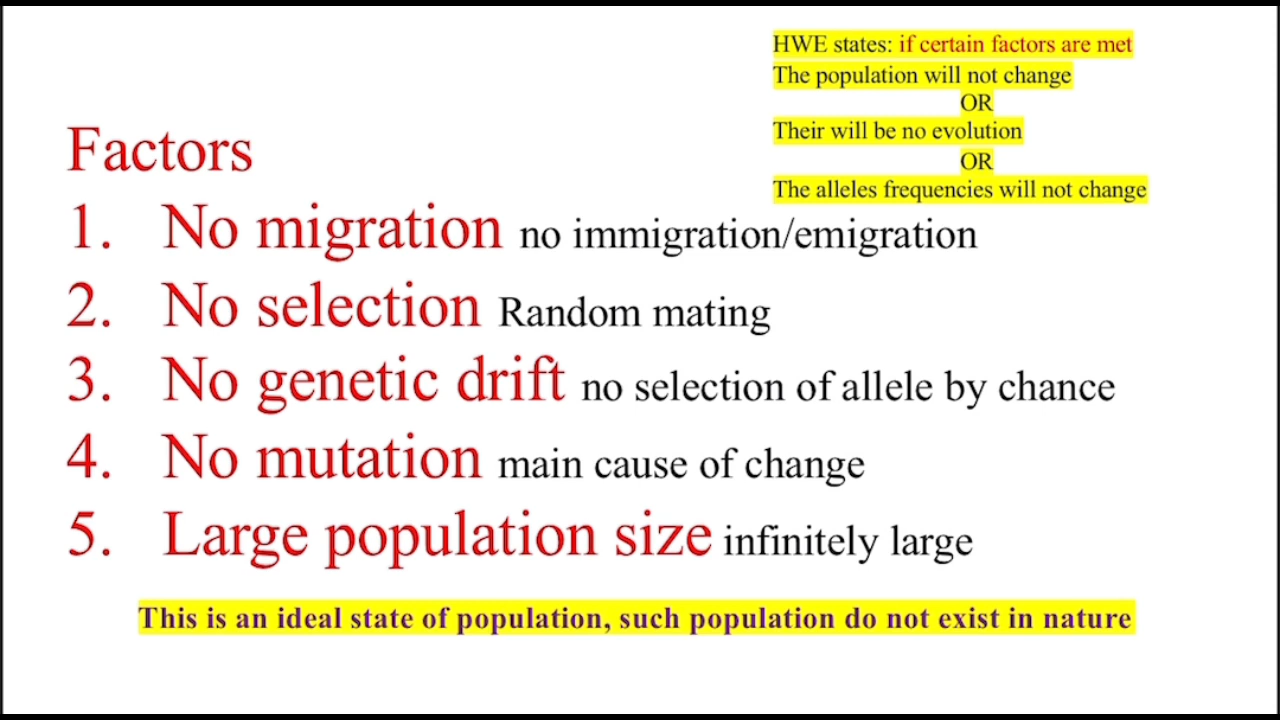 HWE states: if certain factors are met
The population will not change
OR
Their will be no evolution
OR
The alleles frequencies will not change
Factors
1. No migration no immigration/emigration
2. No selection Random mating
3. No genetic drift no selection of allele by chance
4. No mutation main cause of change
5. Large population size infinitely large
This is an ideal state of population, such population do not exist in nature